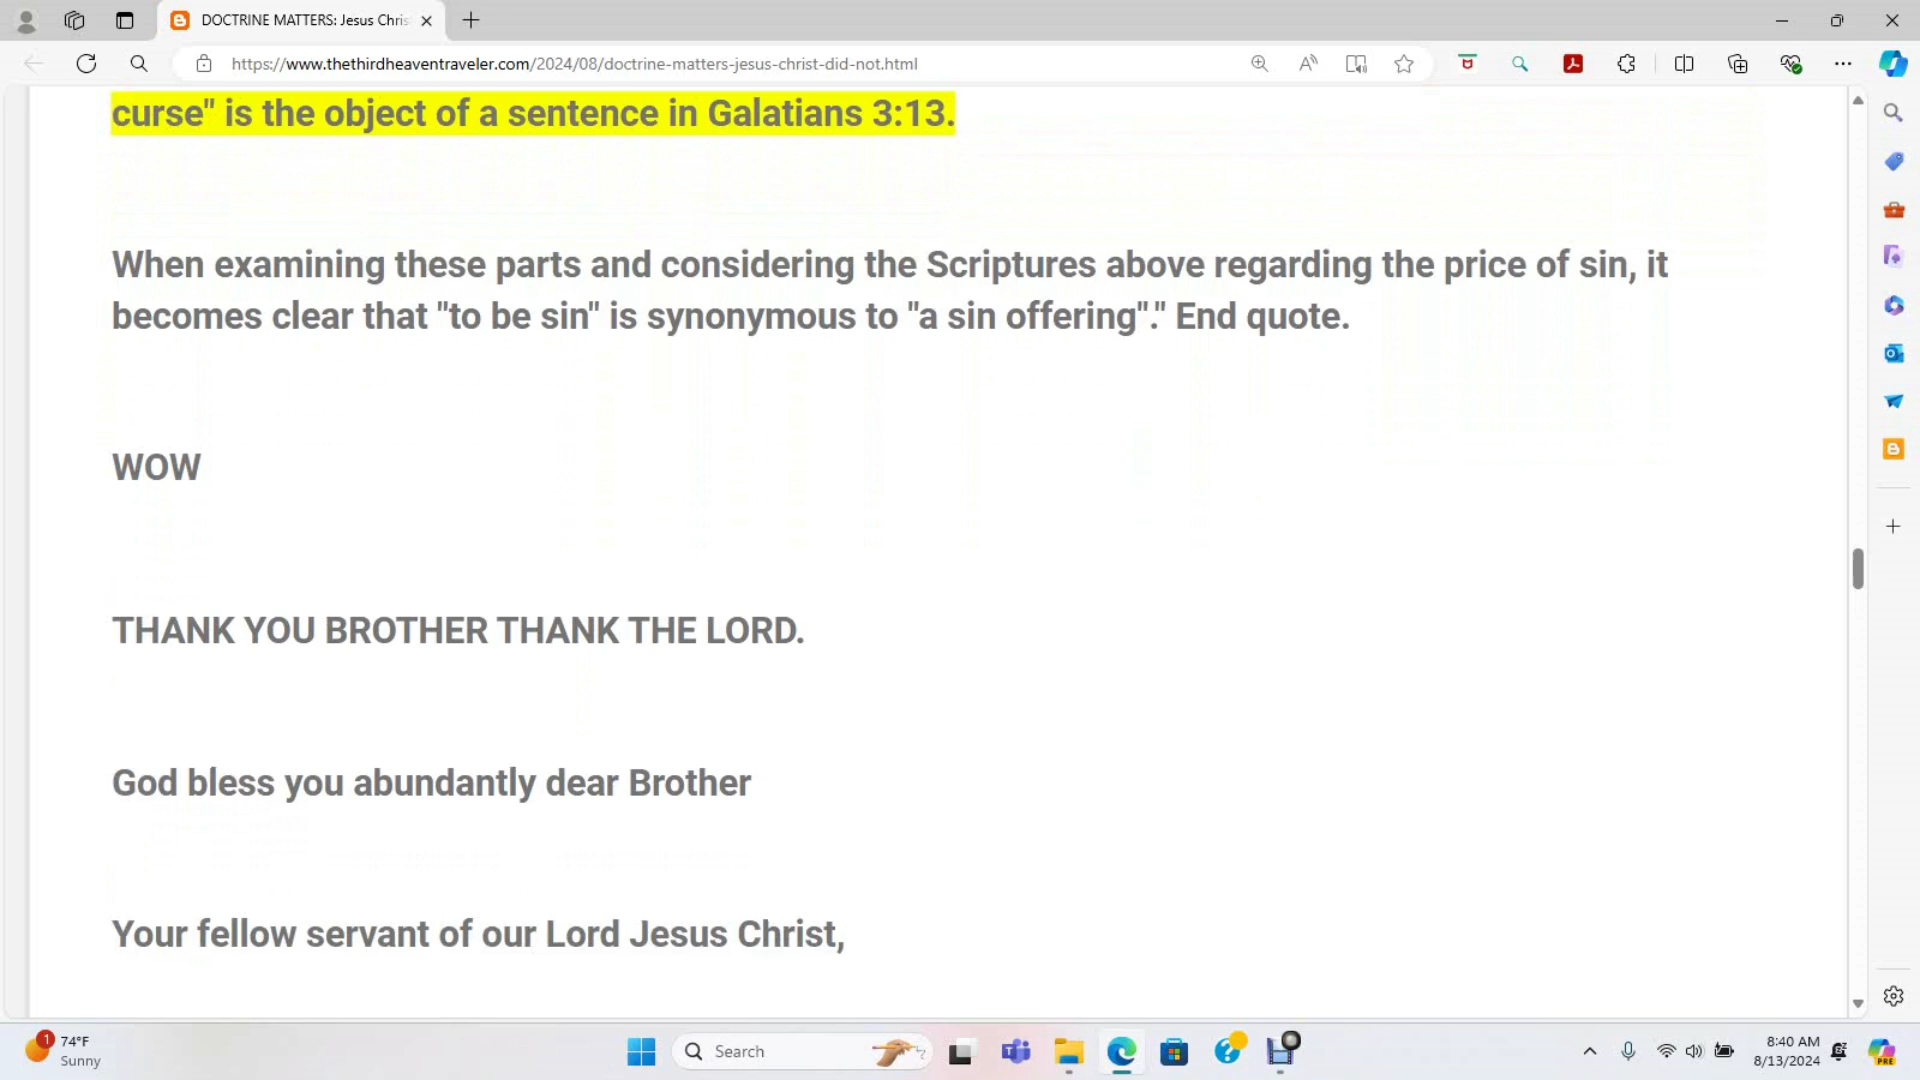 DOCTRINE MATTERS: Jesus Chris
https://www.thethirdheaventraveler.com/2024/08/doctrine-matters-jesus-christ-did-not.html
curse" is the object of a sentence in Galatians 3:13.
When examining these parts and considering the Scriptures above regarding the price of sin, it
becomes clear that "to be sin" is synonymous to "a sin offering"." End quote.
WOW
THANK YOU BROTHER THANK THE LORD.
God bless you abundantly dear Brother
Your fellow servant of our Lord Jesus Christ,
1
74°F
Sunny
Search
8:40 AM
8/13/2024
PRE